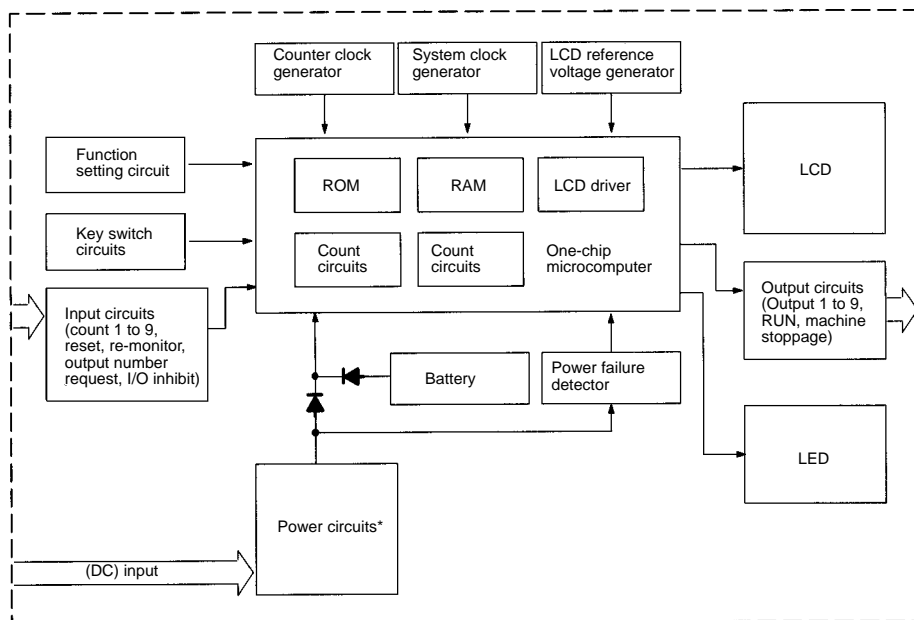 Counter clock
generator
System clock
generator
LCD reference
voltage generator
Function
setting circuit
ROM
RAM
LCD driver
LCD
Key switch
circuits
Count
circuits
Count
circuits
One-chip
microcomputer
Input circuits
(count 1 to 9,
reset, re-monitor,
output number
request, I/O inhibit)
Output circuits
(Output 1 to 9,
RUN, machine
stoppage)
Battery
Power failure
detector
LED
Power circuits*
(DC) input